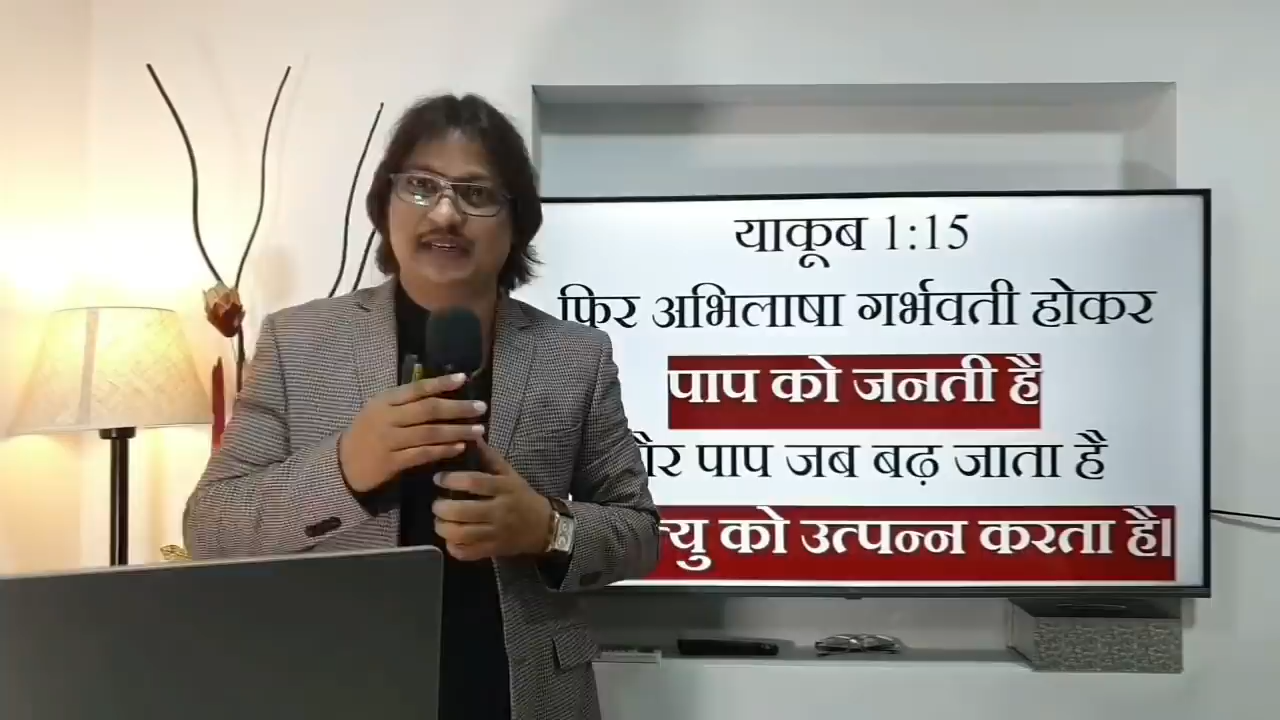 याकूब 1:15
फिर अभिलाषा गर्भवती होकर
पाप को जनती है
पाप जब बढ़ जाता है
को उत्पन्न करता है।